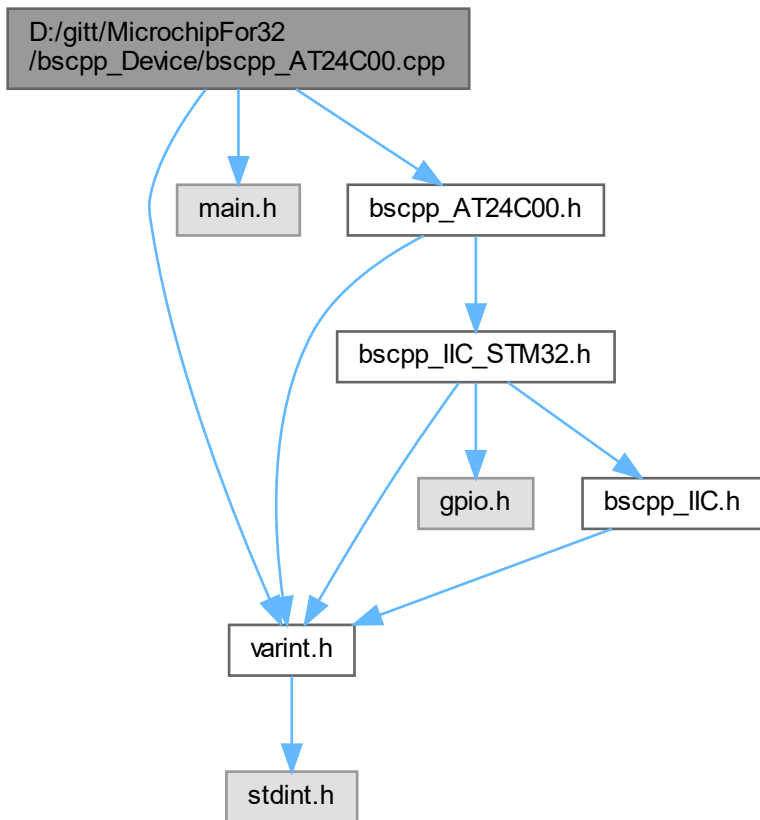 D:/gitt/MicrochipFor32
/bscpp_Device/bscpp_AT24C00.cpp
main.h
bscpp_AT24C00.h
bscpp_IIC_STM32.h
gpio.h
bscpp_IIC.h
varint.h
stdint.h